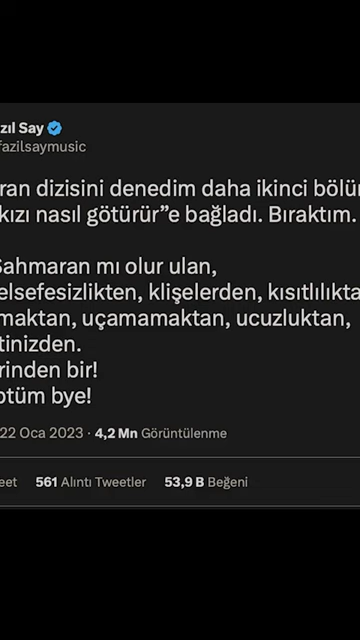 zıl Say
fazilsaymusic
ran dizisini denedim daha ikinci bölür
kızı nasıl götürür”e bağladı. Bıraktım.
Şahmaran mı olur ulan,
elsefesizlikten, klişelerden, kısıtlılıkta
maktan, uçamamaktan, ucuzluktan,
tinizden.
rinden bir!
ptüm bye!
22 Oca 2023 · 4,2 Mn Görüntülenme
eet 561 Alıntı Tweetler 53,9 B Beğeni